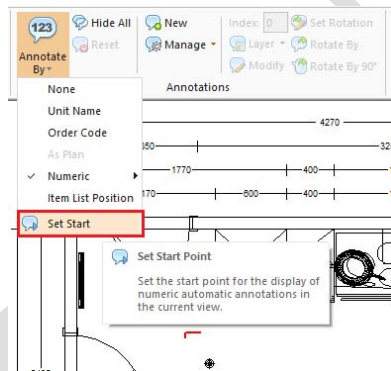 123
Hide All
New
Index: 0
Set Rotation
Reset
Manage
Layer
Rotate By
Annotate
By
Modify
Rotate By 90°
Annotations
None
Unit Name
Order Code
As Plan
Numeric
Item List Position
Set Start
4270
1770
400
600
400
Set Start Point
Set the start point for the display of
numeric automatic annotations in
the current view.